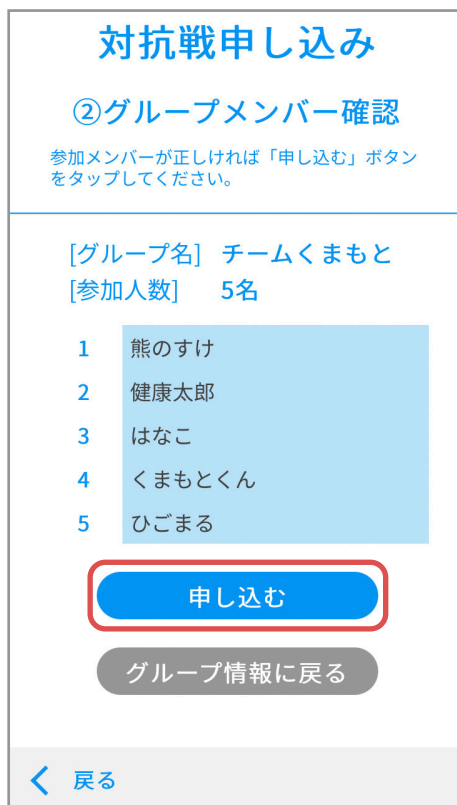 対抗戦申し込み
②グループメンバー確認
参加メンバーが正しければ「申し込む」ボタン
をタップしてください。
[グループ名] チームくまもと
[参加人数] 5名
1 熊のすけ
2 健康太郎
3 はなこ
4 くまもとくん
5 ひごまる
申し込む
グループ情報に戻る
戻る